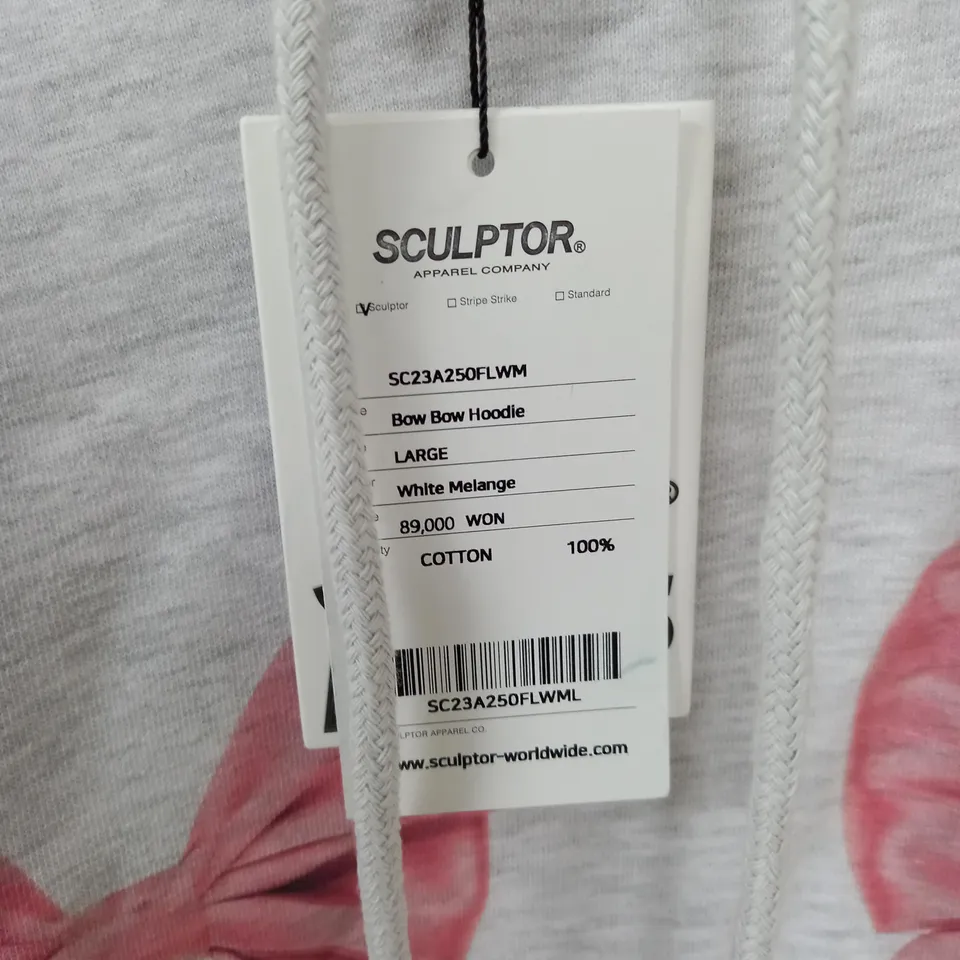 SCULPTOR®
APPAREL COMPANY
Sculptor Stripe Strike Standard
SC23A250FLWM
Bow Bow Hoodie
LARGE
White Melange
89,000 WON
COTTON 100%
SC23A250FLWML
www.sculptor-worldwide.com